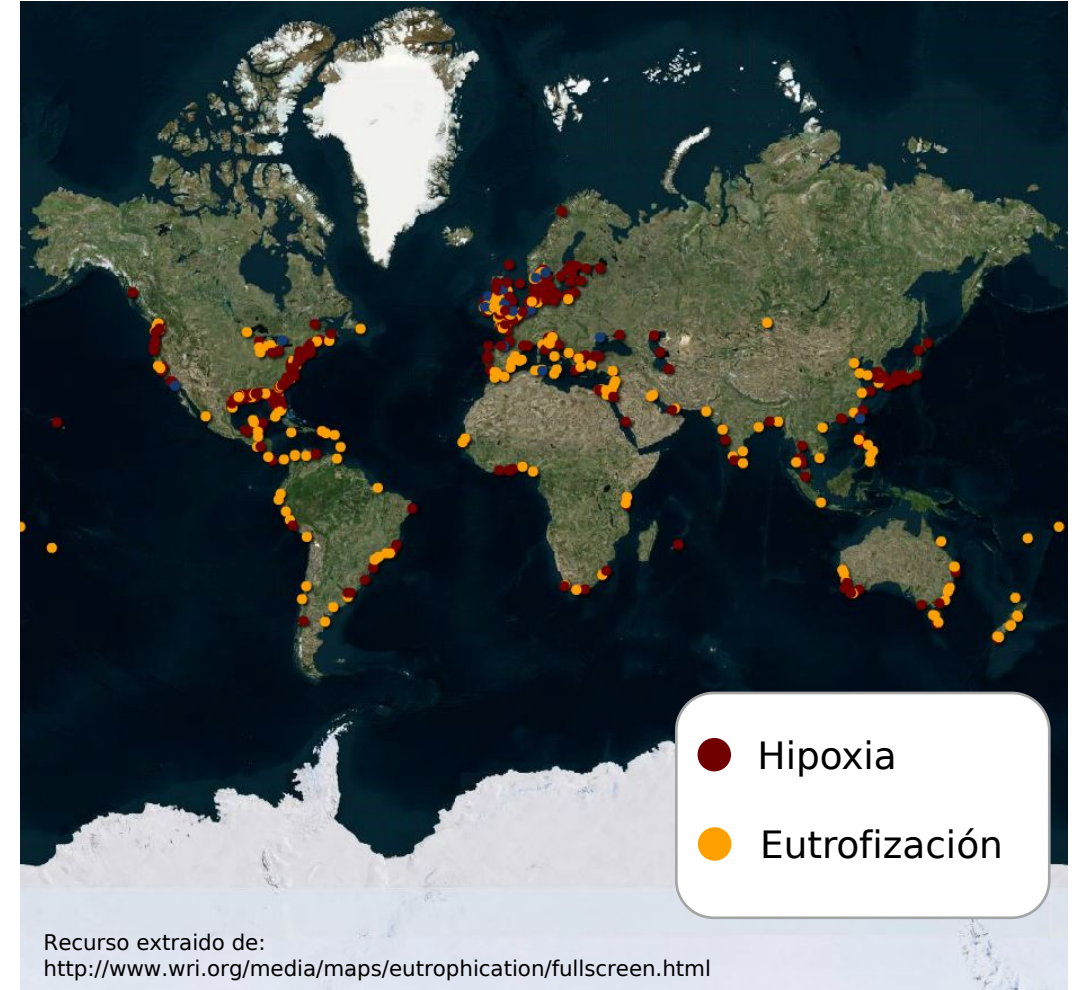 Hipoxia
Eutrofización
Recurso extraido de:
http://www.wri.org/media/maps/eutrophication/fullscreen.html